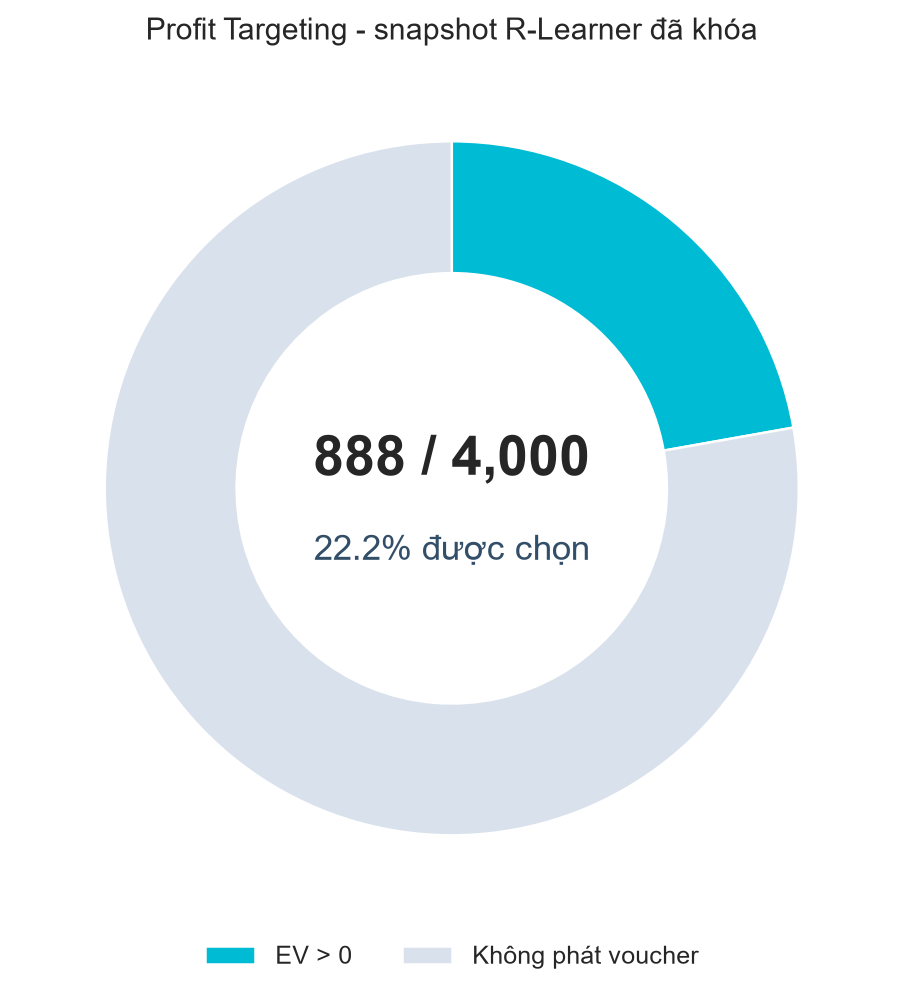 Profit Targeting - snapshot R-Learner đã khóa
888 / 4,000
22.2% được chọn
EV > 0
Không phát voucher